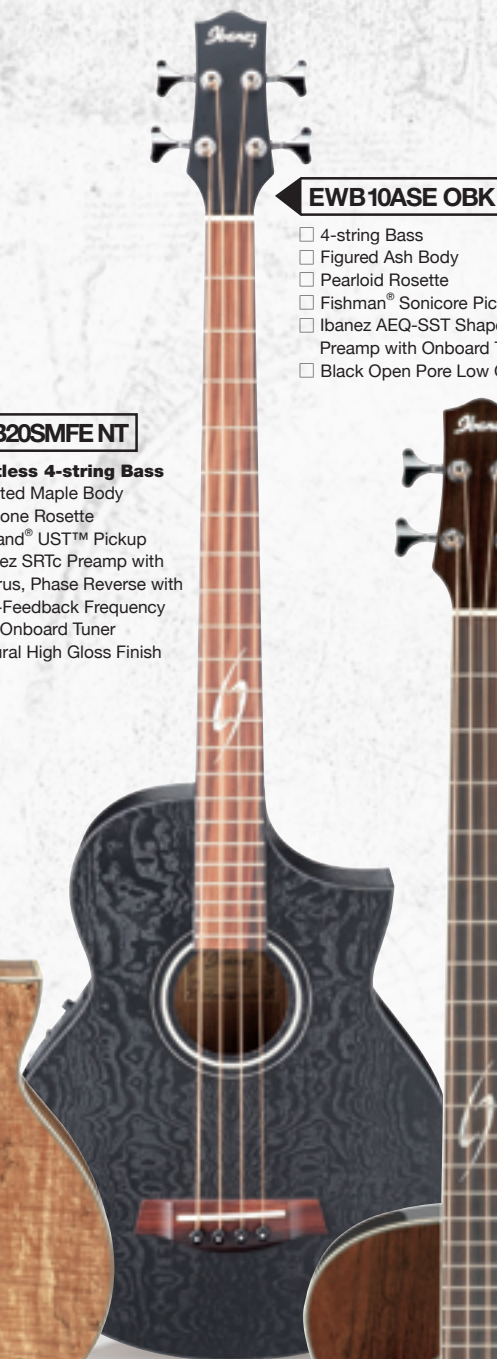 Ibanez
EWB10ASE OBK
□ 4-string Bass
□ Figured Ash Body
□ Pearloid Rosette
□ Fishman® Sonicore Pic
□ Ibanez AEQ-SST Shape
Preamp with Onboard T
□ Black Open Pore Low
320SMFE NT
tless 4-string Bass
ted Maple Body
one Rosette
and® UST™ Pickup
ez SRTc Preamp with
rus, Phase Reverse with
-Feedback Frequency
Onboard Tuner
ural High Gloss Finish
Ibanez